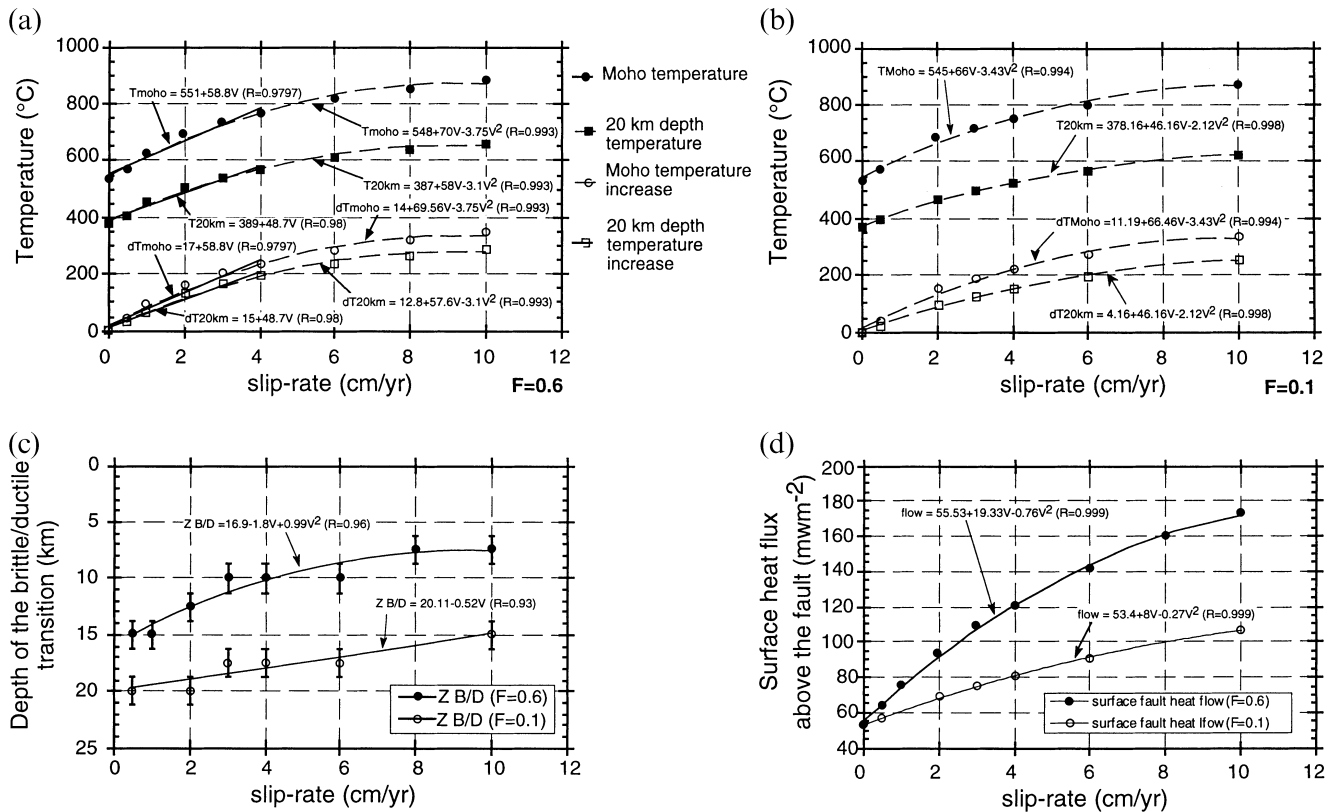 (a)
1000
800
600
400
200
0
Temperature (°C)
Tmoho = 551+58.8V (R=0.9797)
Tmoho = 548+70V-3.75V² (R=0.993)
T20km = 387+58V-3.1V² (R=0.993)
T20km = 389+48.7V (R=0.98)
dTmoho = 14+69.56V-3.75V² (R=0.993)
dTmoho =17+58.8V (R=0.9797)
dT20km = 12.8+57.6V-3.1V² (R=0.993)
dT20km = 15+48.7V (R=0.98)
0 2 4 6 8 10 12
slip-rate (cm/yr)
F=0.6
Moho temperature
20 km depth
temperature
Moho temperature
increase
20 km depth
temperature
increase
(b)
1000
800
600
400
200
0
Temperature (°C)
TMoho = 545+66V-3.43V² (R=0.994)
T20km = 378.16+46.16V-2.12V² (R=0.998)
dTMoho =11.19+66.46V-3.43V² (R=0.994)
dT20km = 4.16+46.16V-2.12V² (R=0.998)
0 2 4 6 8 10 12
slip-rate (cm/yr)
F=0.1
(c)
0
5
10
15
20
25
Depth of the brittle/ductile
transition (km)
Z B/D =16.9-1.8V+0.99V² (R=0.96)
Z B/D = 20.11-0.52V (R=0.93)
Z B/D (F=0.6)
Z B/D (F=0.1)
0 2 4 6 8 10 12
slip-rate (cm/yr)
(d)
200
180
160
140
120
100
80
60
40
Surface heat flux
above the fault (mwm-2)
flow = 55.53+19.33V-0.76V² (R=0.999)
flow = 53.4+8V-0.27V² (R=0.999)
surface fault heat flow (F=0.6)
surface fault heat lfow (F=0.1)
0 2 4 6 8 10 12
slip-rate (cm/yr)